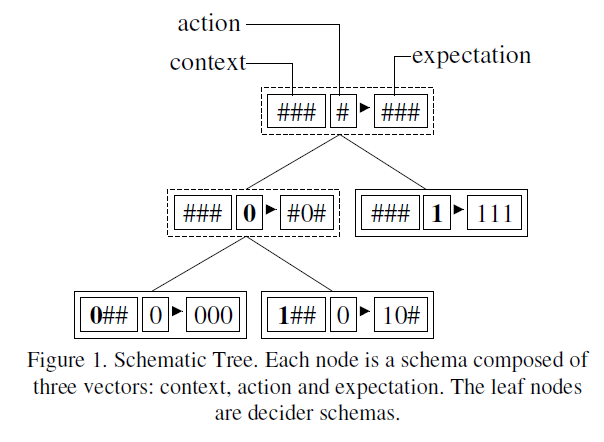 action
context
expectation
### # ▶ ###
### 0 ▶ #0#
### 1 ▶ 111
0## 0 ▶ 000
1## 0 ▶ 10#
Figure 1. Schematic Tree. Each node is a schema composed of
three vectors: context, action and expectation. The leaf nodes
are decider schemas.